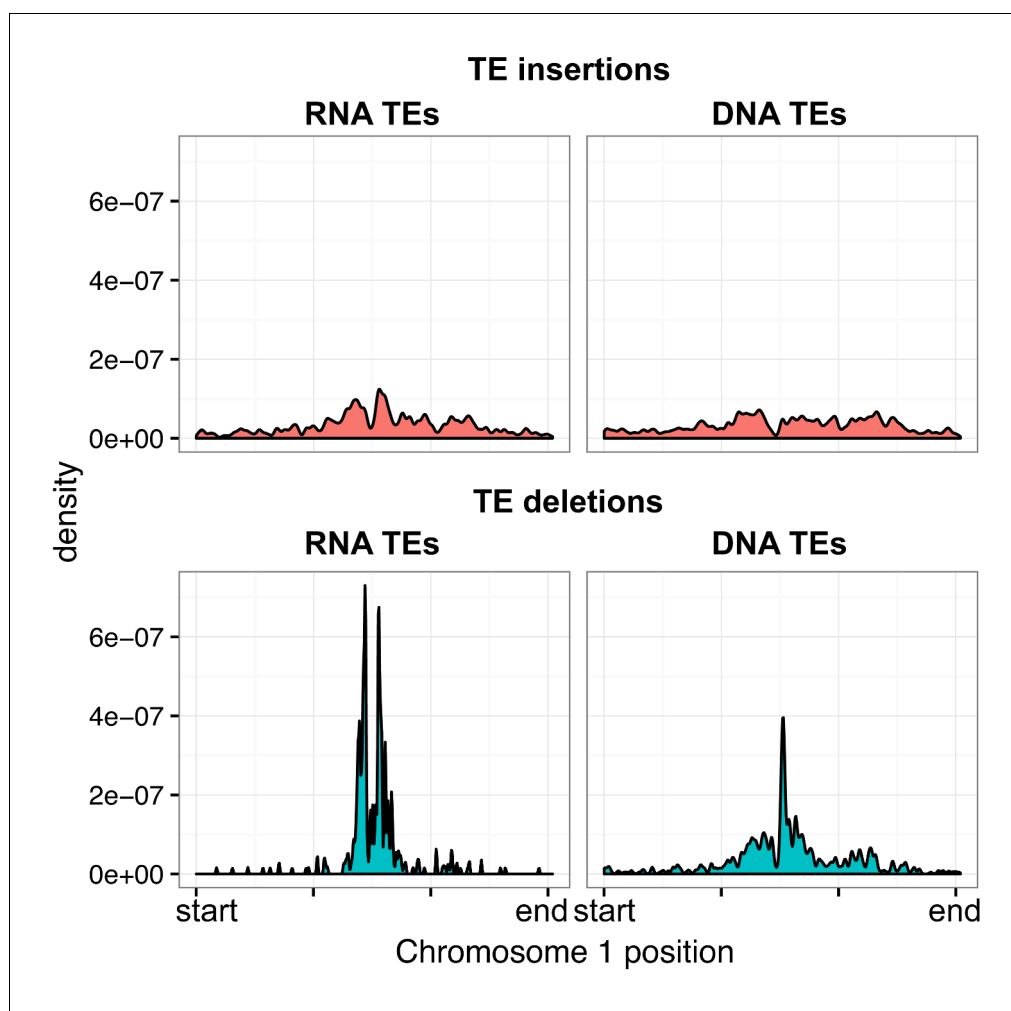 TE insertions
RNA TEs DNA TEs
6e−07
4e−07
2e−07
0e+00
density
TE deletions
RNA TEs DNA TEs
6e−07
4e−07
2e−07
0e+00
start end start end
Chromosome 1 position